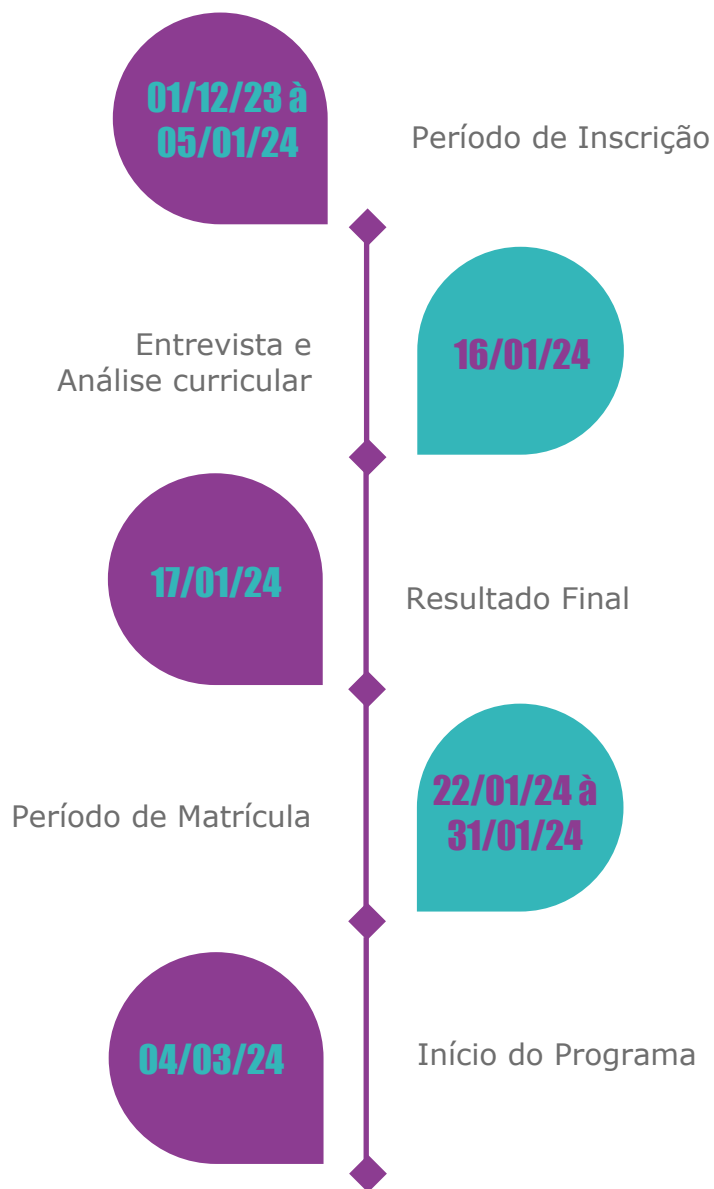 01/12/23 à
05/01/24
Período de Inscrição
Entrevista e
Análise curricular
16/01/24
17/01/24
Resultado Final
Período de Matrícula
22/01/24 à
31/01/24
04/03/24
Início do Programa